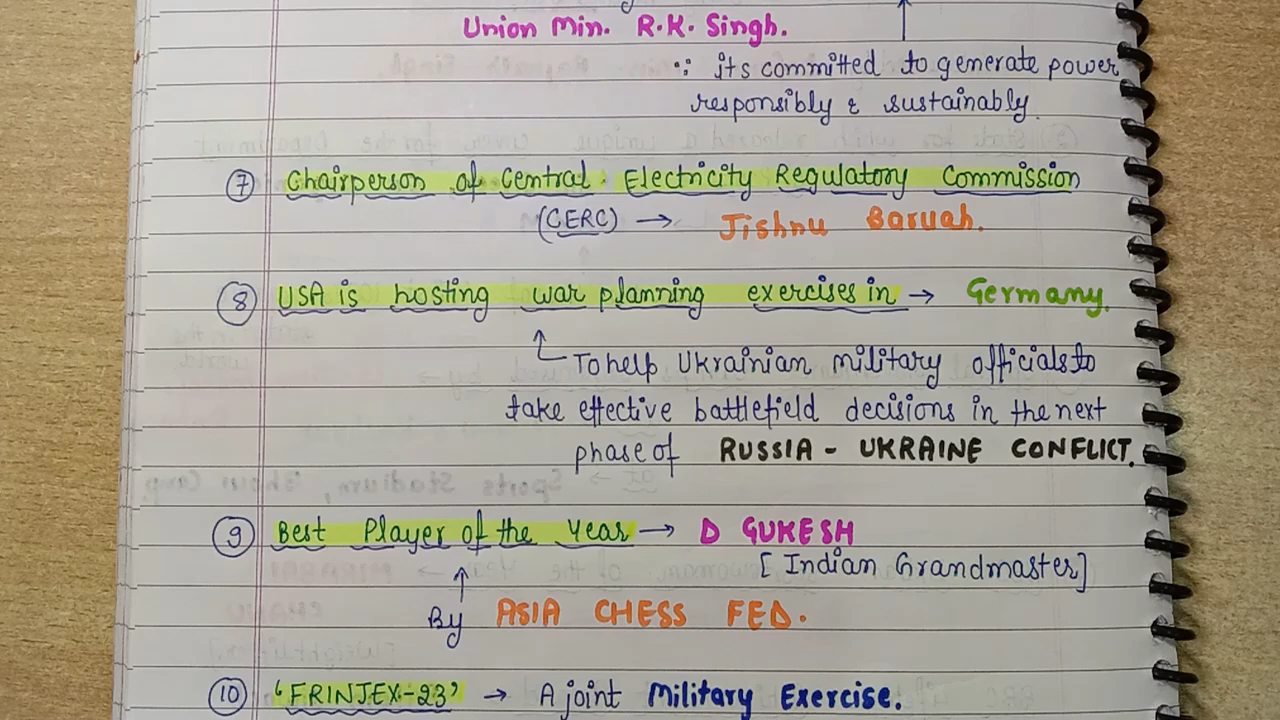 Union Min. R.K. Singh.
∵ its committed to generate power
responsibly & sustainably.
7 Chairperson of Central Electricity Regulatory Commission
(CERC) → Jishnu Baruah.
8 USA is hosting war planning exercises in → Germany.
To help Ukrainian military officials to
take effective battlefield decisions in the next
phase of RUSSIA - UKRAINE CONFLICT.
9 Best Player of the Year → D GUKESH
[Indian Grandmaster]
By ASIA CHESS FED.
10 'FRINJEX-23' → A joint Military Exercise.